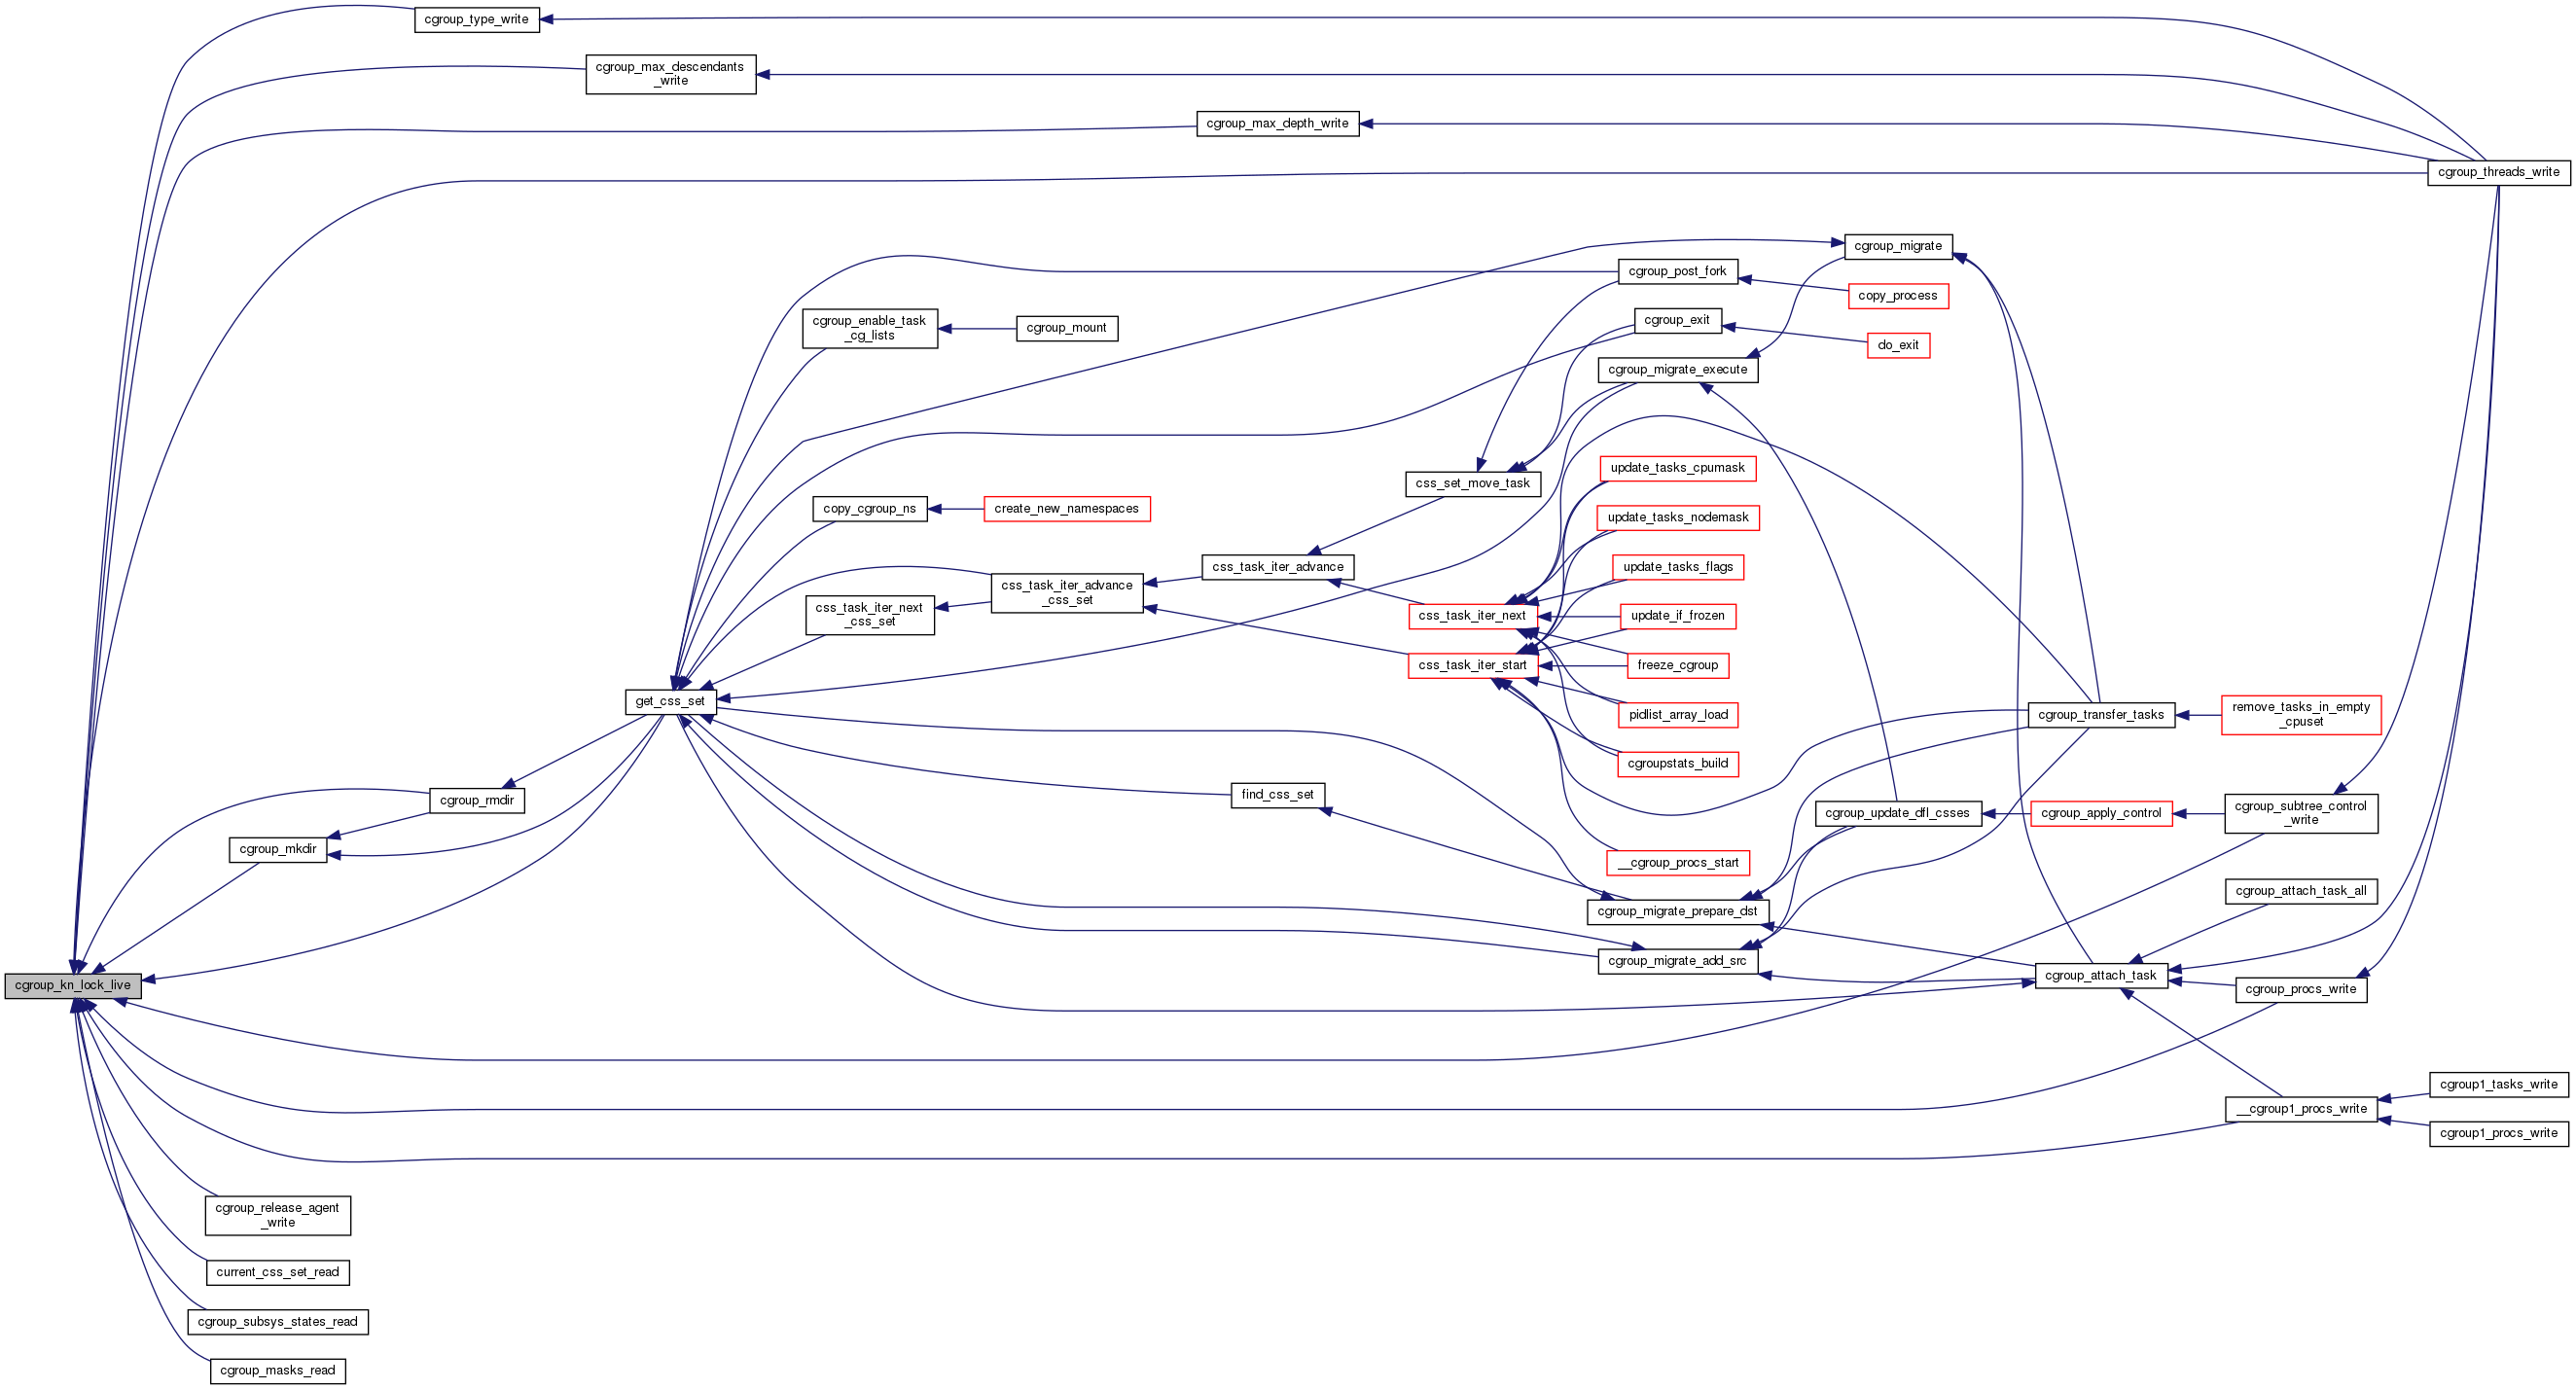 cgroup_type_write
cgroup_max_descendants
_write
cgroup_max_depth_write
cgroup_threads_write
cgroup_migrate
cgroup_post_fork
copy_process
cgroup_enable_task
_cg_lists
cgroup_mount
cgroup_exit
do_exit
cgroup_migrate_execute
update_tasks_cpumask
css_set_move_task
copy_cgroup_ns
create_new_namespaces
update_tasks_nodemask
css_task_iter_advance
update_tasks_flags
css_task_iter_advance
_css_set
css_task_iter_next
_css_set
css_task_iter_next
update_if_frozen
css_task_iter_start
freeze_cgroup
get_css_set
pidlist_array_load
cgroup_transfer_tasks
remove_tasks_in_empty
_cpuset
cgroupstats_build
find_css_set
cgroup_rmdir
cgroup_update_dfl_csses
cgroup_apply_control
cgroup_subtree_control
_write
cgroup_mkdir
__cgroup_procs_start
cgroup_attach_task_all
cgroup_migrate_prepare_dst
cgroup_migrate_add_src
cgroup_attach_task
cgroup_kn_lock_live
cgroup_procs_write
cgroup1_tasks_write
__cgroup1_procs_write
cgroup1_procs_write
cgroup_release_agent
_write
current_css_set_read
cgroup_subsys_states_read
cgroup_masks_read